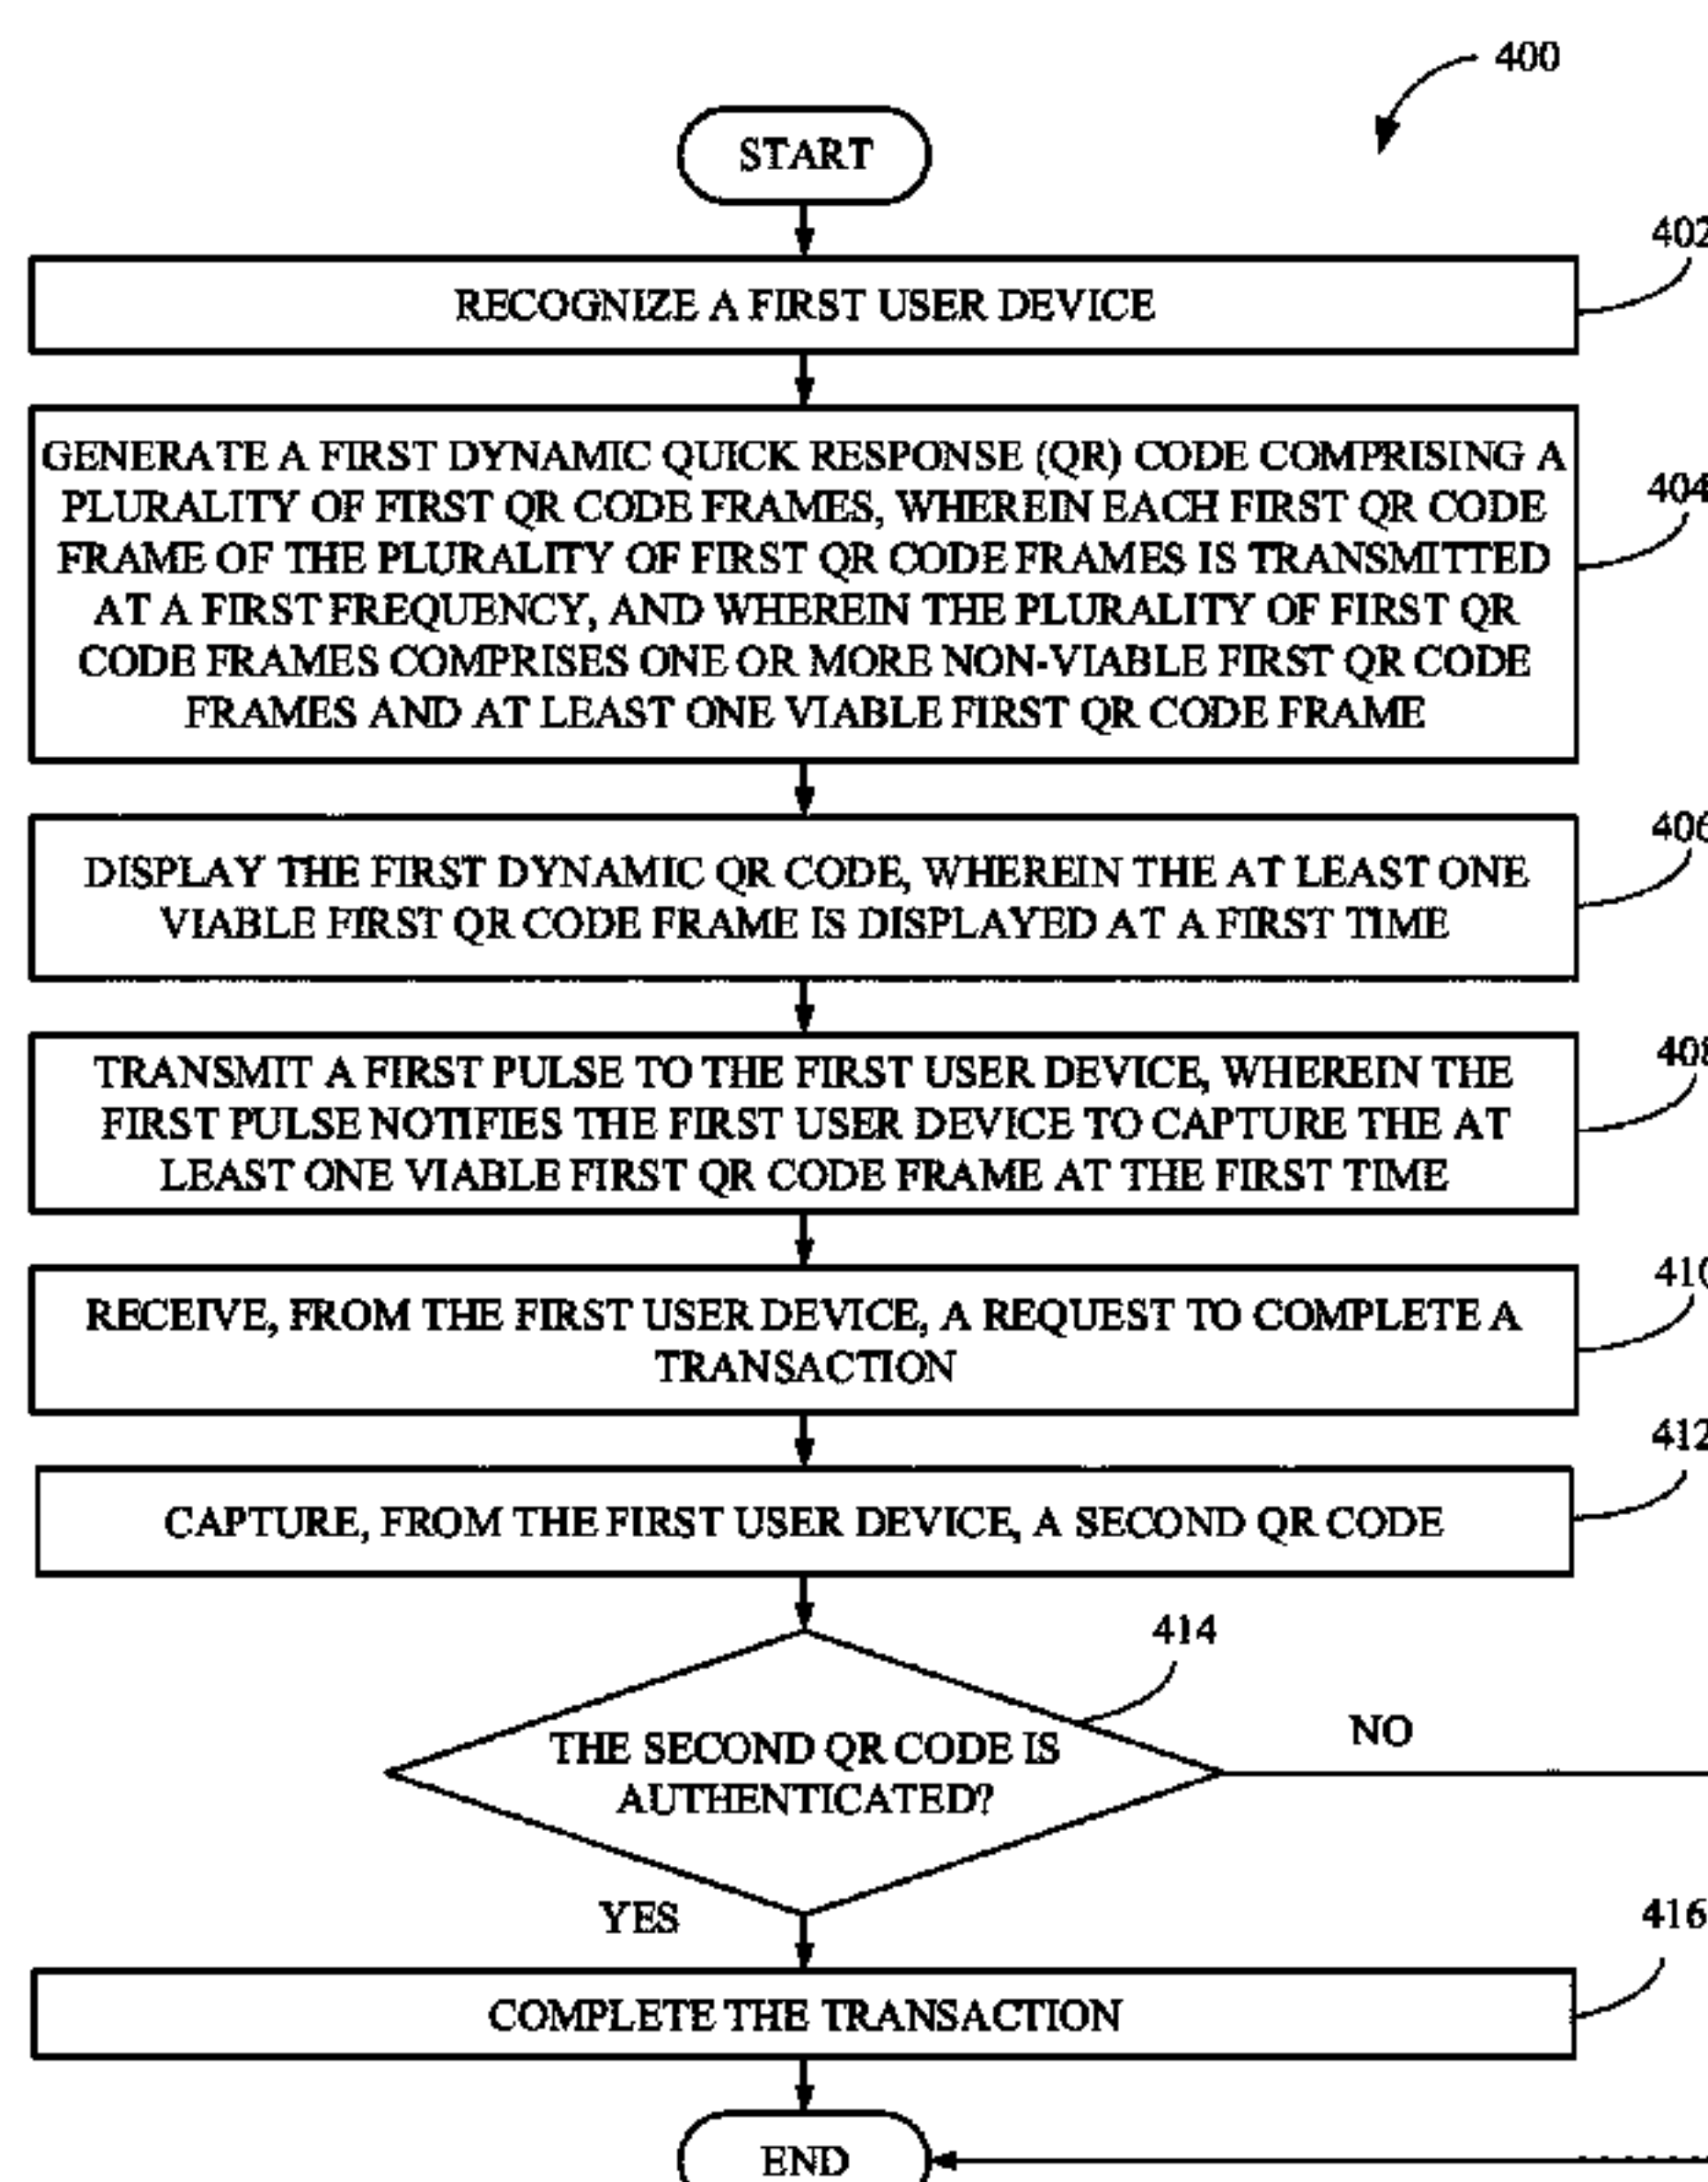 400
START
402
RECOGNIZE A FIRST USER DEVICE
GENERATE A FIRST DYNAMIC QUICK RESPONSE (QR) CODE COMPRISING A
PLURALITY OF FIRST QR CODE FRAMES, WHEREIN EACH FIRST QR CODE
FRAME OF THE PLURALITY OF FIRST QR CODE FRAMES IS TRANSMITTED
AT A FIRST FREQUENCY, AND WHEREIN THE PLURALITY OF FIRST QR
CODE FRAMES COMPRISES ONE OR MORE NON-VIABLE FIRST QR CODE
FRAMES AND AT LEAST ONE VIABLE FIRST QR CODE FRAME
404
406
DISPLAY THE FIRST DYNAMIC QR CODE, WHEREIN THE AT LEAST ONE
VIABLE FIRST QR CODE FRAME IS DISPLAYED AT A FIRST TIME
408
TRANSMIT A FIRST PULSE TO THE FIRST USER DEVICE, WHEREIN THE
FIRST PULSE NOTIFIES THE FIRST USER DEVICE TO CAPTURE THE AT
LEAST ONE VIABLE FIRST QR CODE FRAME AT THE FIRST TIME
410
RECEIVE, FROM THE FIRST USER DEVICE, A REQUEST TO COMPLETE A
TRANSACTION
412
CAPTURE, FROM THE FIRST USER DEVICE, A SECOND QR CODE
414
THE SECOND QR CODE IS
AUTHENTICATED?
NO
YES
416
COMPLETE THE TRANSACTION
END